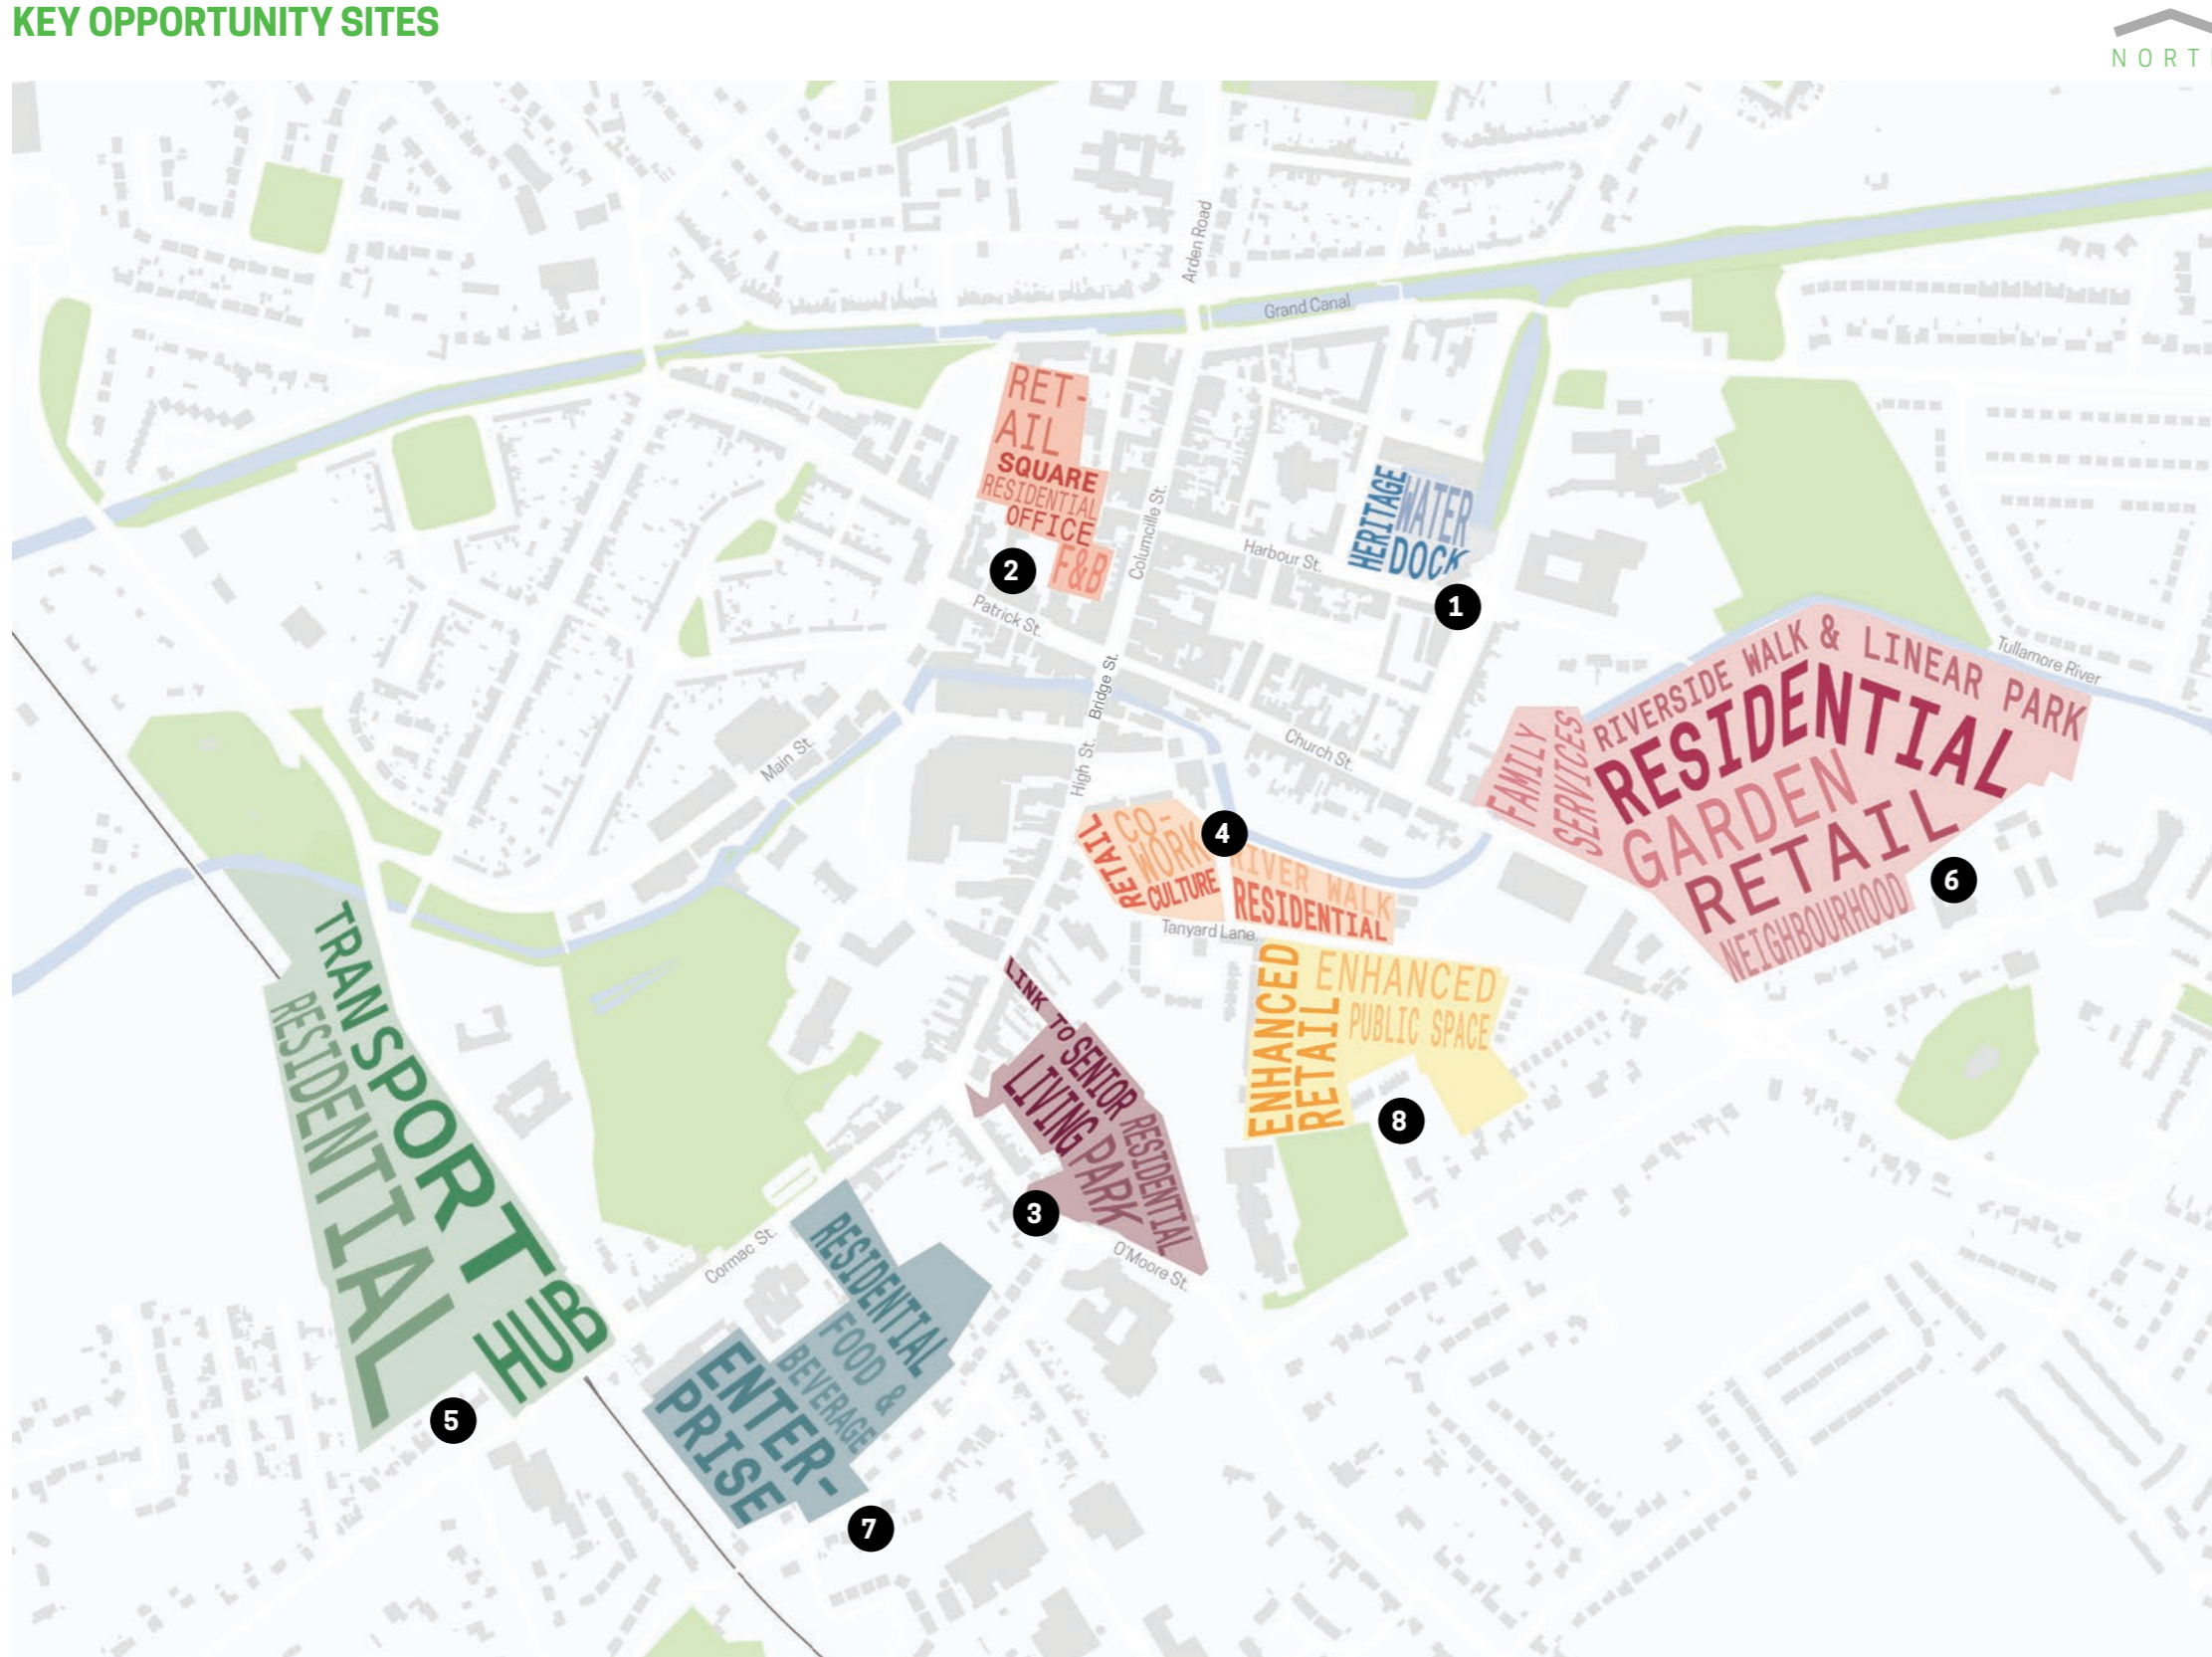 KEY OPPORTUNITY SITES
NORT
Arden Road
Grand Canal
RET-
AIL
SQUARE
RESIDENTIAL
OFFICE
F&B
2
Columcille St.
Harbour St.
HERITAGE
WATER
DOCK
1
Patrick St.
Bridge St.
High St.
Main St.
Church St.
Tullamore River
RIVERSIDE WALK & LINEAR PARK
FAMILY
SERVICES
RESIDENTIAL
GARDEN
RETAIL
NEIGHBOURHOOD
6
RETAIL
CO-
WORK
CULTURE
4
RIVER WALK
RESIDENTIAL
Tanyard Lane.
ENHANCED
RETAIL
ENHANCED
PUBLIC SPACE
8
LINK TO SENIOR
LIVING PARK
RESIDENTIAL
3
O'Moore St.
Cormac St.
TRANSPORT
HUB
RESIDENTIAL
5
RESIDENTIAL
FOOD &
BEVERAGE
ENTER-
PRISE
7